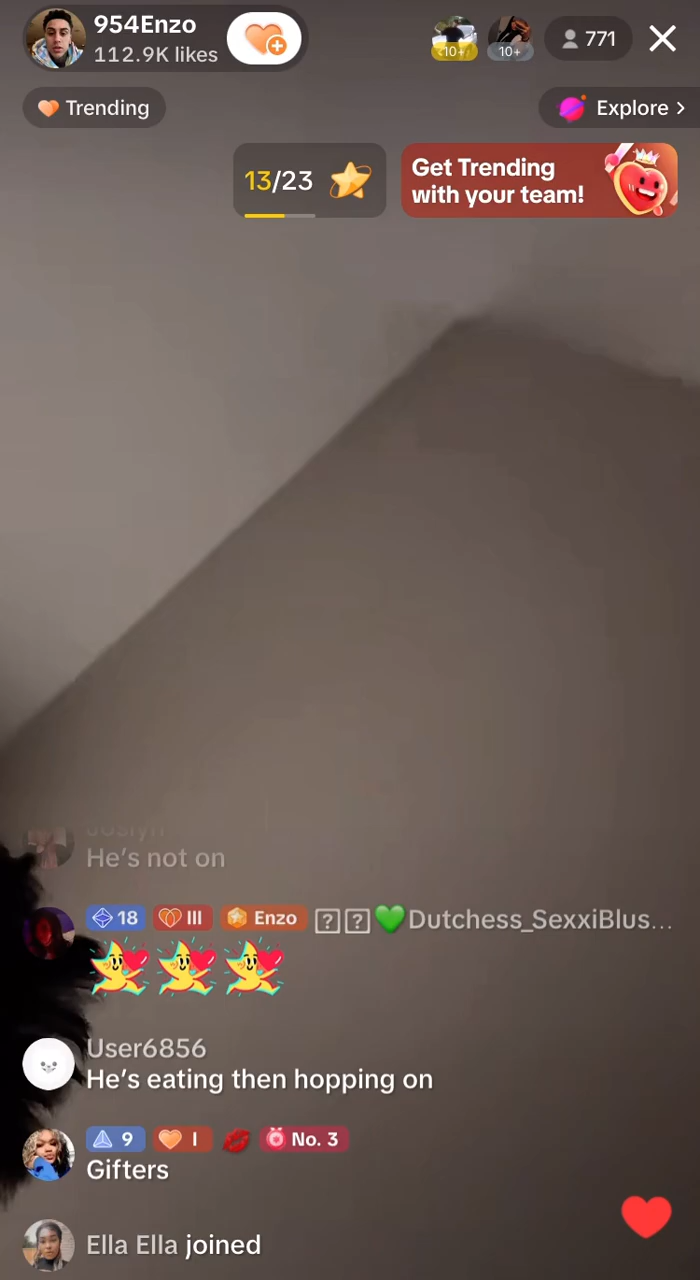 954Enzo
112.9K likes
10+
10+
771
Trending
Explore
13/23
Get Trending
with your team!
Joslyn
He's not on
18 III Enzo 💚Dutchess_SexxiBlus...
User6856
He's eating then hopping on
9 I No. 3
Gifters
Ella Ella joined